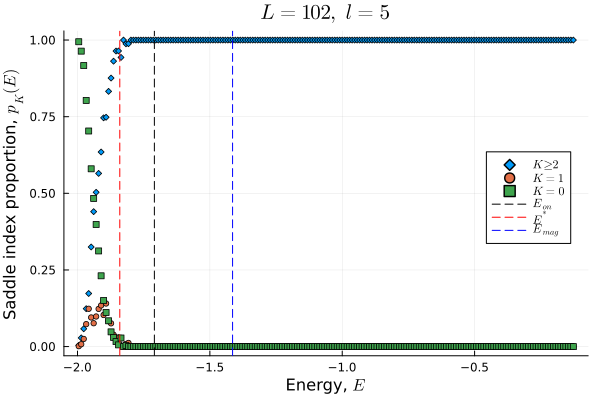 L = 102, l = 5
Saddle index proportion, p_K(E)
1.00
0.75
0.50
0.25
0.00
K≥2
K = 1
K = 0
E_on
E^*
E_mag
−2.0 −1.5 −1.0 −0.5
Energy, E